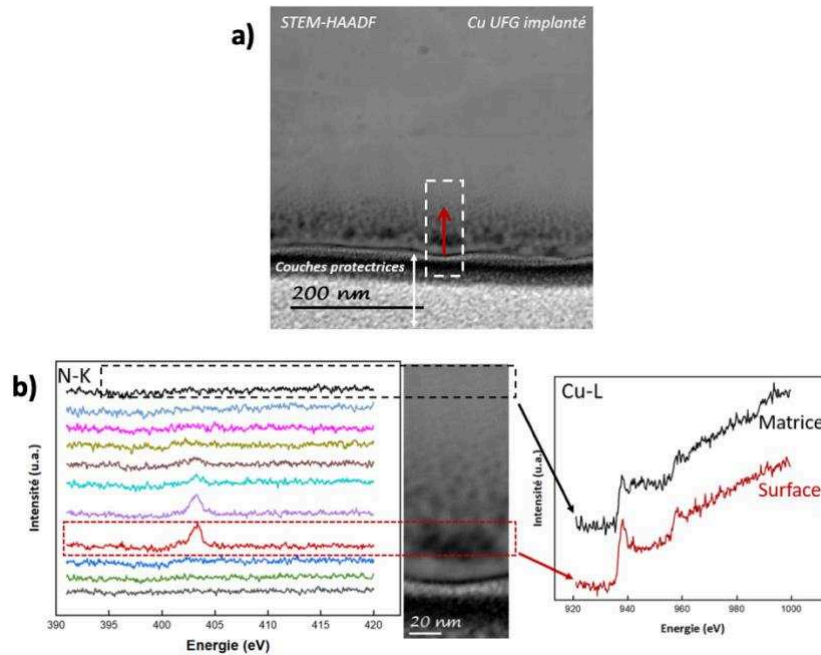 a)
STEM-HAADF
Cu UFG implanté
Couches protectrices
200 nm
b)
N-K
Intensité (u.a.)
390 395 400 405 410 415 420
Energie (eV)
20 nm
Cu-L
Matrice
Surface
Intensité (u.a.)
920 940 960 980 1000
Energie (eV)